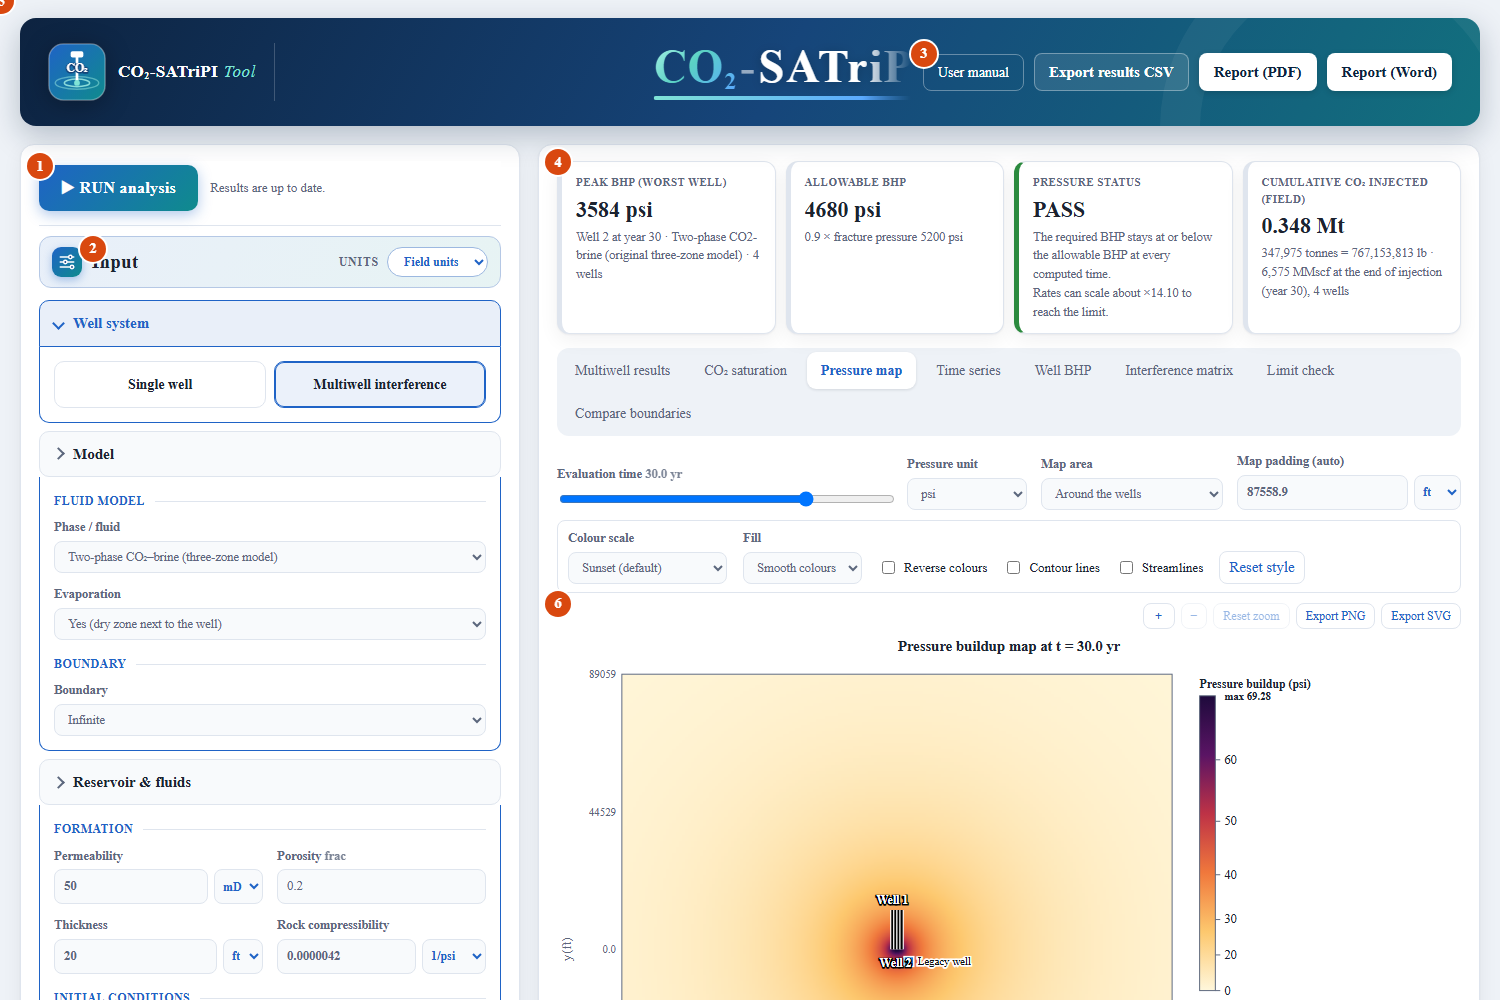 CO₂
CO₂-SATriPI Tool
CO₂-SATriP
3
User manual
Export results CSV
Report (PDF)
Report (Word)
1
RUN analysis
Results are up to date.
2
Input
UNITS
Field units
Well system
Single well
Multiwell interference
Model
FLUID MODEL
Phase / fluid
Two-phase CO₂–brine (three-zone model)
Evaporation
Yes (dry zone next to the well)
BOUNDARY
Boundary
Infinite
Reservoir & fluids
FORMATION
Permeability
Porosity frac
50
mD
0.2
Thickness
Rock compressibility
20
ft
0.0000042
1/psi
INITIAL CONDITIONS
4
PEAK BHP (WORST WELL)
3584 psi
Well 2 at year 30 · Two-phase CO2-
brine (original three-zone model) · 4
wells
ALLOWABLE BHP
4680 psi
0.9 × fracture pressure 5200 psi
PRESSURE STATUS
PASS
The required BHP stays at or below
the allowable BHP at every
computed time.
Rates can scale about ×14.10 to
reach the limit.
CUMULATIVE CO₂ INJECTED
(FIELD)
0.348 Mt
347,975 tonnes = 767,153,813 lb ·
6,575 MMscf at the end of injection
(year 30), 4 wells
Multiwell results
CO₂ saturation
Pressure map
Time series
Well BHP
Interference matrix
Limit check
Compare boundaries
Evaluation time 30.0 yr
Pressure unit
psi
Map area
Around the wells
Map padding (auto)
87558.9
ft
Colour scale
Sunset (default)
Fill
Smooth colours
Reverse colours
Contour lines
Streamlines
Reset style
6
+
−
Reset zoom
Export PNG
Export SVG
Pressure buildup map at t = 30.0 yr
89059
44529
0.0
y(ft)
Well 1
Well 2
Legacy well
Pressure buildup (psi)
max 69.28
60
50
40
30
20
0